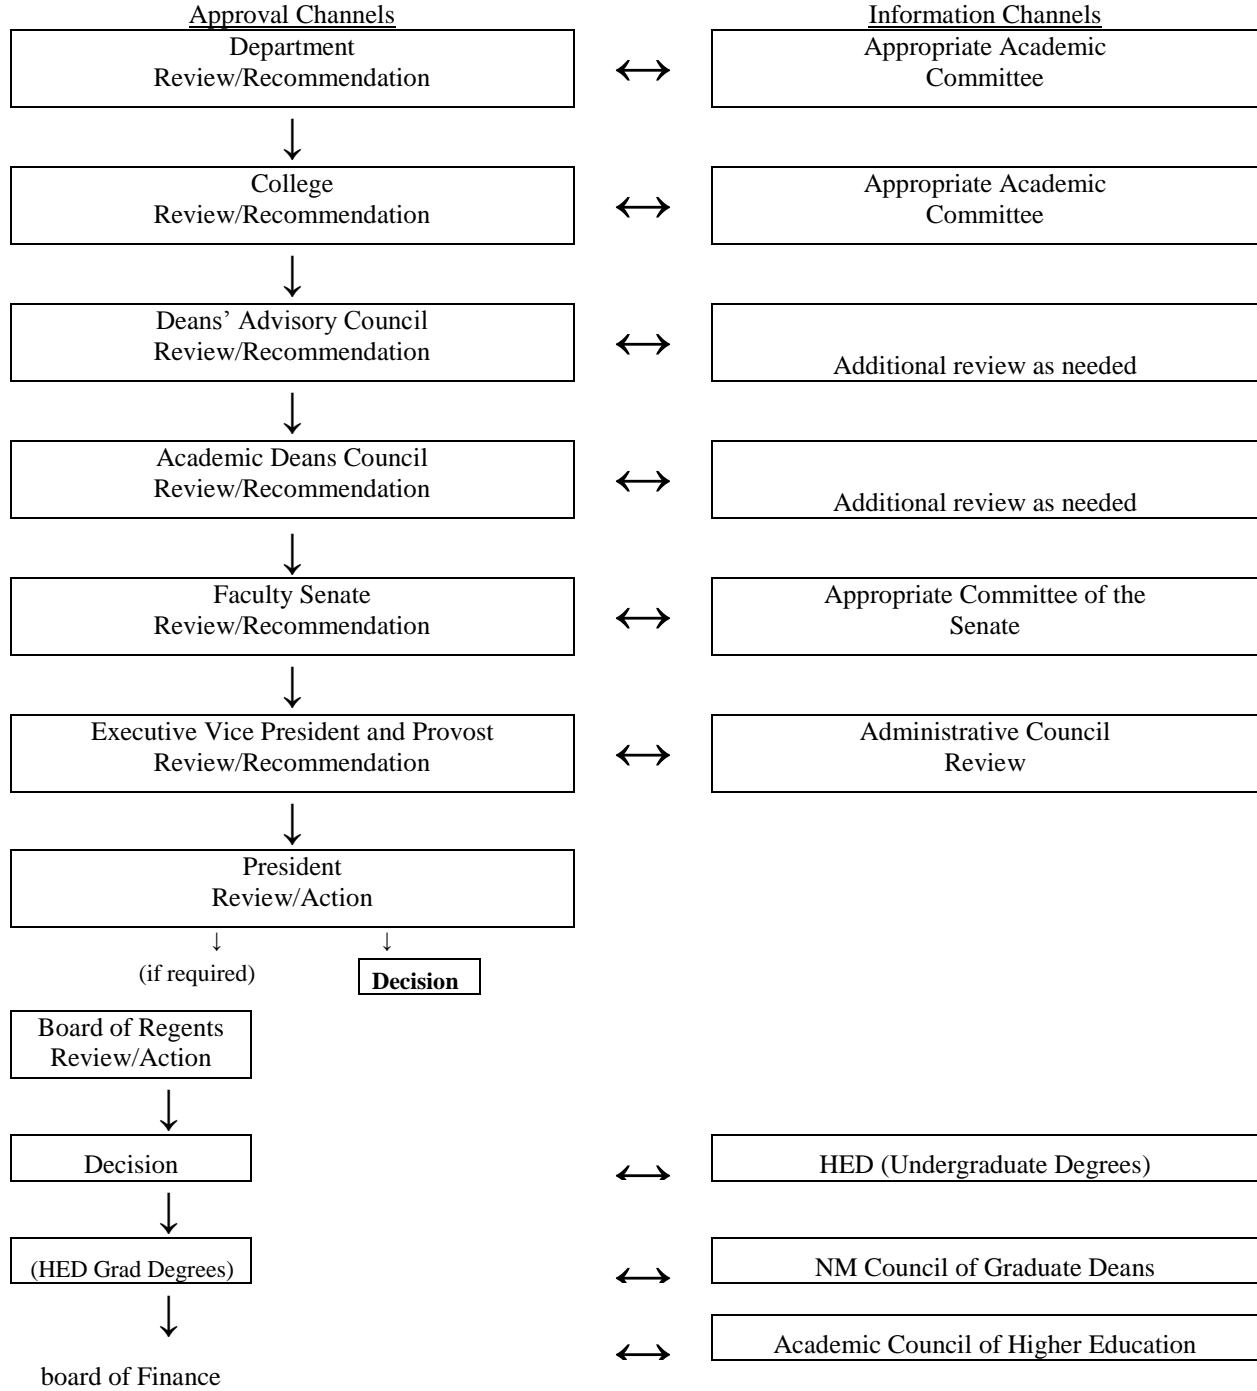 Approval Channels
Information Channels
Department
Review/Recommendation
↔
Appropriate Academic
Committee
↓
College
Review/Recommendation
↔
Appropriate Academic
Committee
↓
Deans’ Advisory Council
Review/Recommendation
↔
Additional review as needed
↓
Academic Deans Council
Review/Recommendation
↔
Additional review as needed
↓
Faculty Senate
Review/Recommendation
↔
Appropriate Committee of the
Senate
↓
Executive Vice President and Provost
Review/Recommendation
↔
Administrative Council
Review
↓
President
Review/Action
↓ ↓
(if required)
Decision
Board of Regents
Review/Action
↓
Decision
↔
HED (Undergraduate Degrees)
↓
(HED Grad Degrees)
↔
NM Council of Graduate Deans
↓
↔
Academic Council of Higher Education
board of Finance